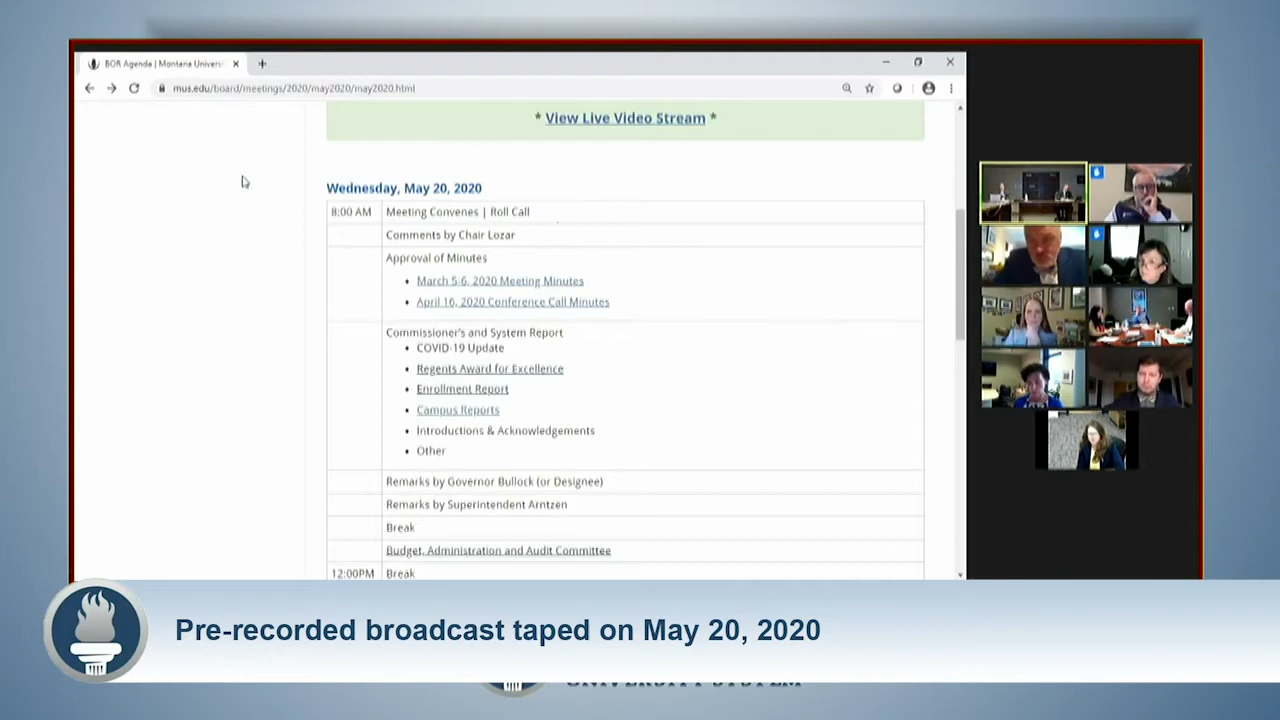 BOR Agenda | Montana Univers
mus.edu/board/meetings/2020/may2020/may2020.html
* View Live Video Stream *
Wednesday, May 20, 2020
8:00 AM Meeting Convenes | Roll Call
Comments by Chair Lozar
Approval of Minutes
• March 5-6, 2020 Meeting Minutes
• April 16, 2020 Conference Call Minutes
Commissioner's and System Report
• COVID-19 Update
• Regents Award for Excellence
• Enrollment Report
• Campus Reports
• Introductions & Acknowledgements
• Other
Remarks by Governor Bullock (or Designee)
Remarks by Superintendent Arntzen
Break
Budget, Administration and Audit Committee
12:00PM Break
Pre-recorded broadcast taped on May 20, 2020
UNIVERSITY SYSTEM